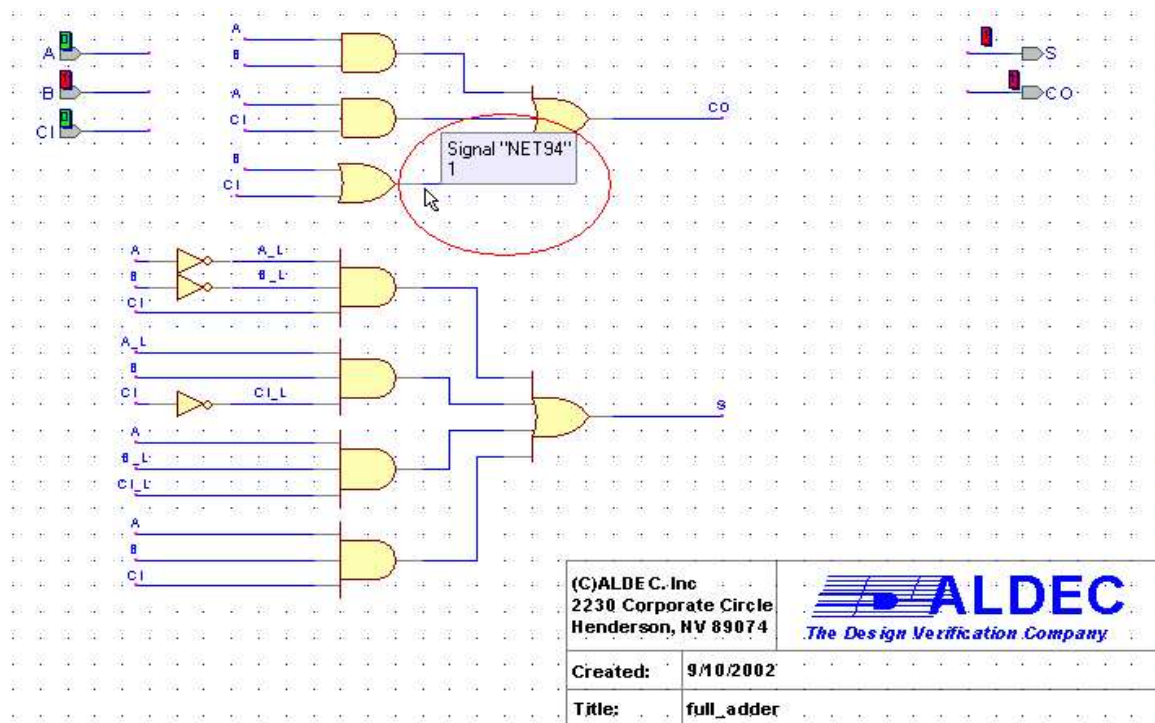 A
B
CI
A
B
A
CI
B
CI
CO
S
CO
Signal "NET94"
1
A
A_L
B
B_L
CI
A_L
B
CI
CI_L
A
B_L
CI_L
A
B
CI
S
(C)ALDEC. Inc
2230 Corporate Circle
Henderson, NV 89074
ALDEC
The Design Verification Company
Created: 9/10/2002
Title: full_adder